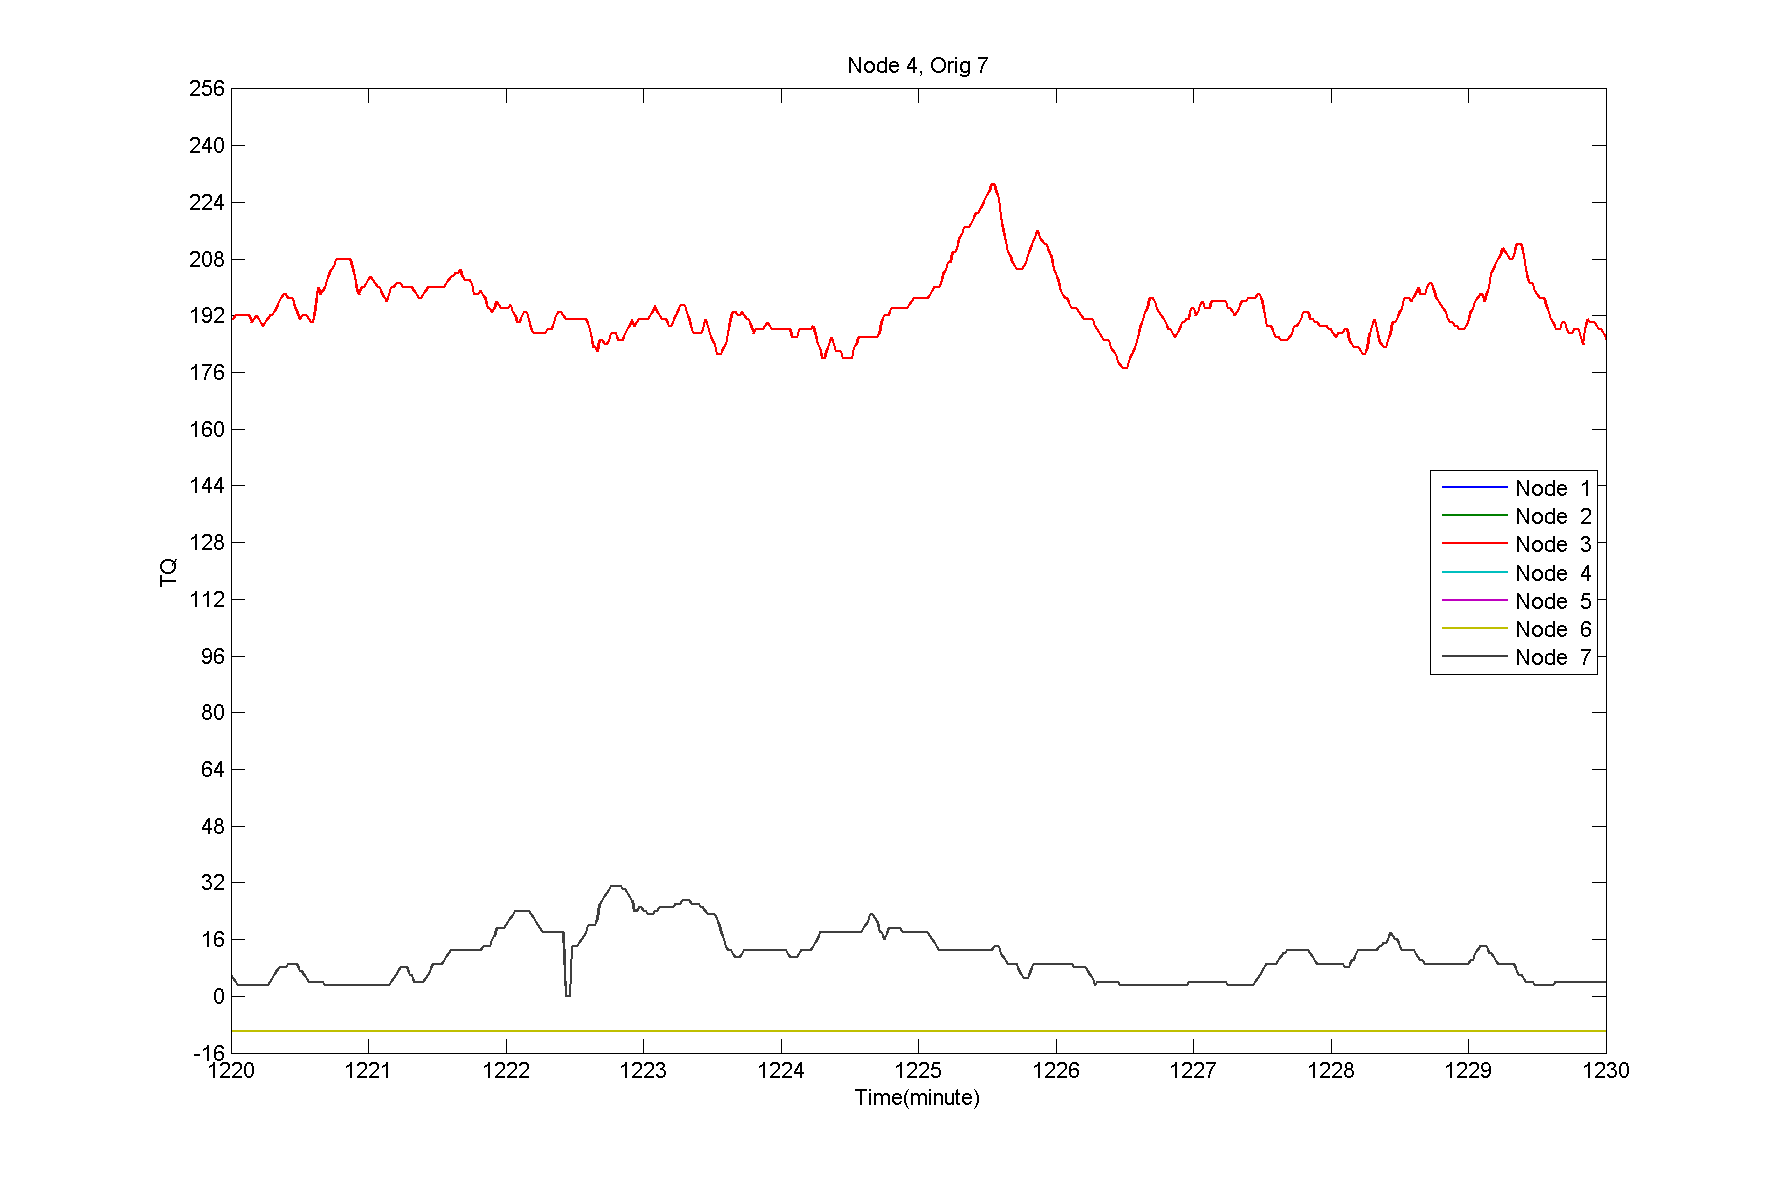 Node 4, Orig 7
256
240
224
208
192
176
160
144
128
112
96
80
64
48
32
16
0
-16
TQ
Node 1
Node 2
Node 3
Node 4
Node 5
Node 6
Node 7
1220 1221 1222 1223 1224 1225 1226 1227 1228 1229 1230
Time(minute)